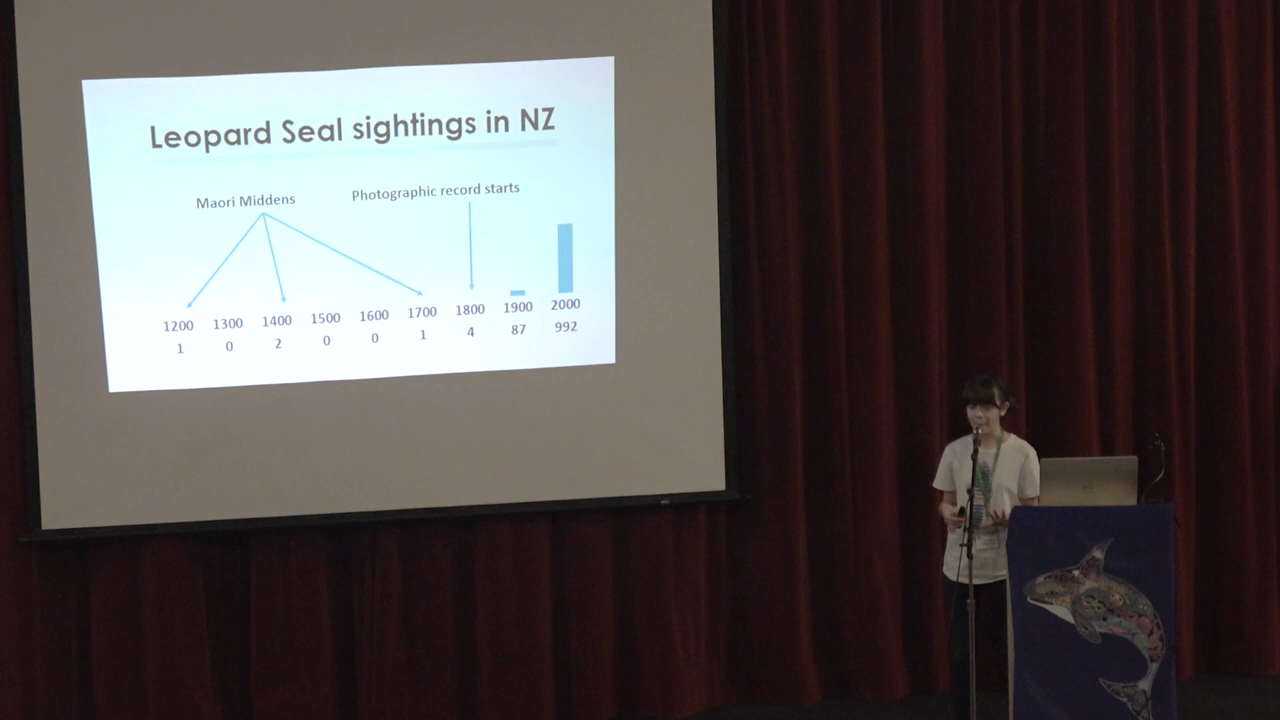 Leopard Seal sightings in NZ
Maori Middens
Photographic record starts
1200 1300 1400 1500 1600 1700 1800 1900 2000
1 0 2 0 0 1 4 87 992